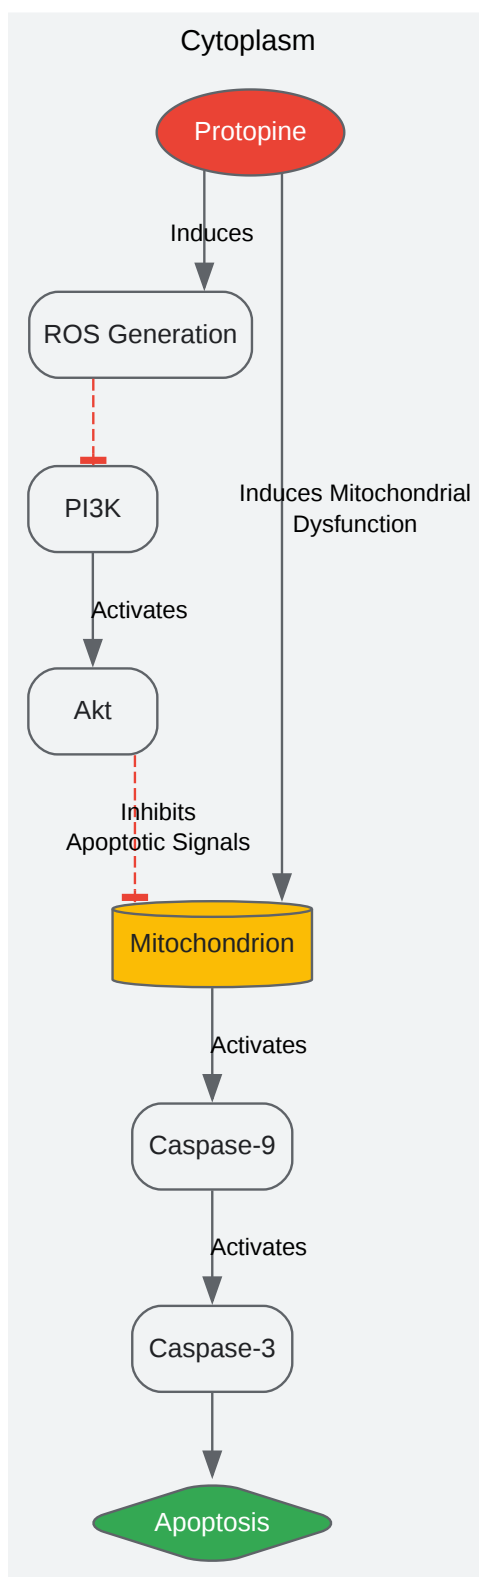 Cytoplasm
Protopine
Induces
ROS Generation
PI3K
Induces Mitochondrial
Dysfunction
Activates
Akt
Inhibits
Apoptotic Signals
Mitochondrion
Activates
Caspase-9
Activates
Caspase-3
Apoptosis